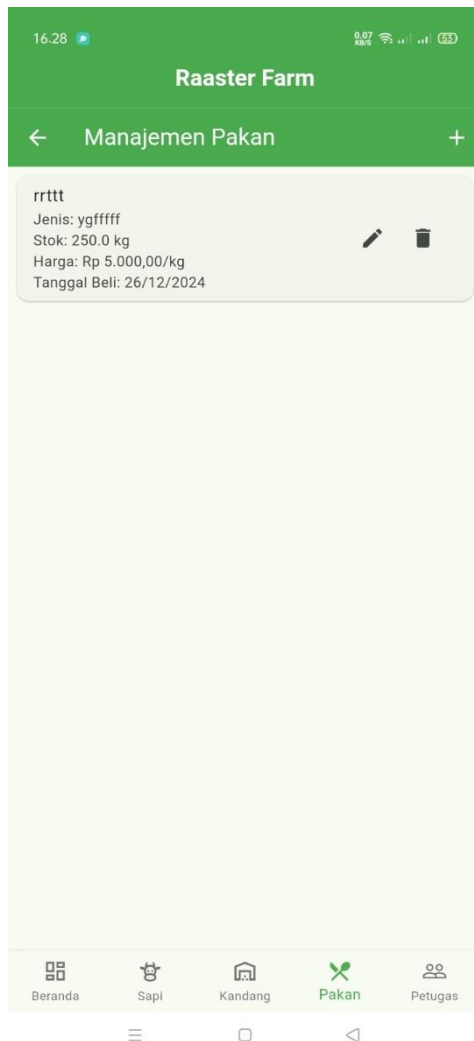 16.28
0.07
KB/S
53
Raaster Farm
Manajemen Pakan
rrttt
Jenis: ygfffff
Stok: 250.0 kg
Harga: Rp 5.000,00/kg
Tanggal Beli: 26/12/2024
Beranda
Sapi
Kandang
Pakan
Petugas